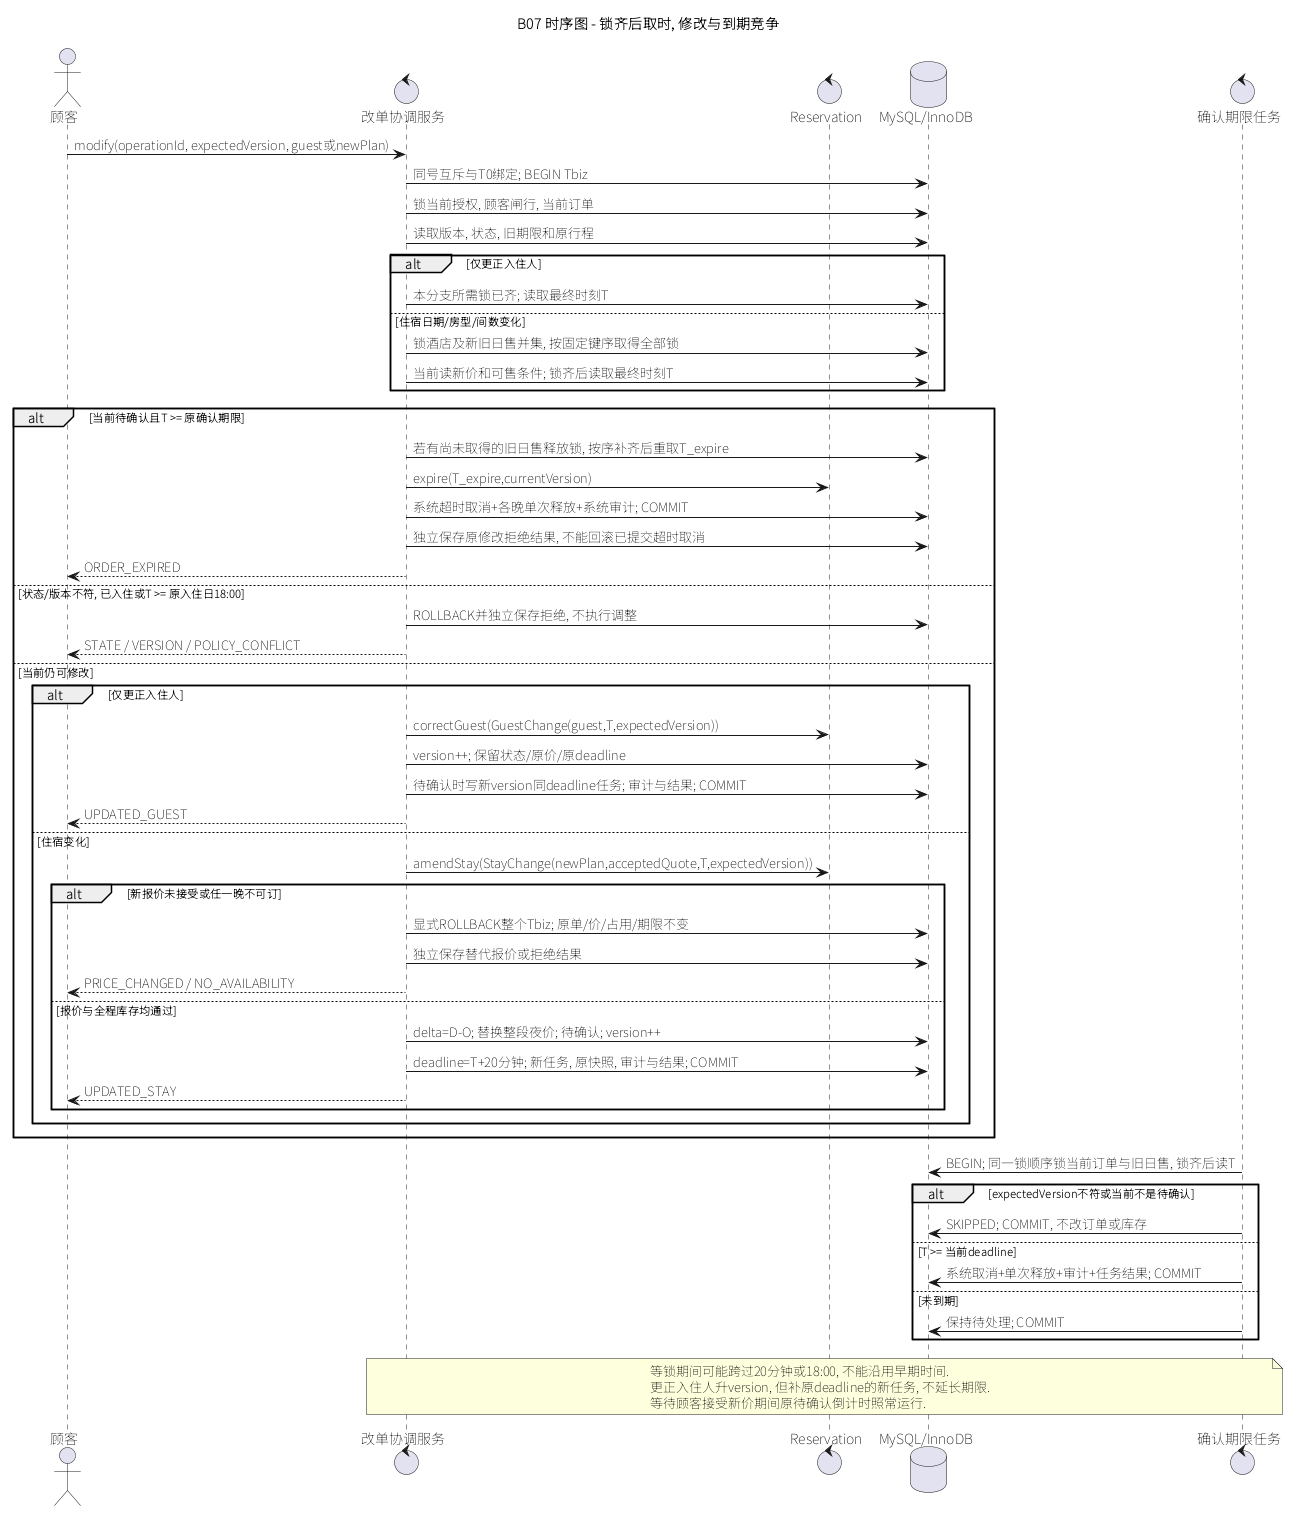 B07 时序图 - 锁齐后取时, 修改与到期竞争
顾客
改单协调服务
Reservation
MySQL/InnoDB
确认期限任务
modify(operationId, expectedVersion, guest或newPlan)
同号互斥与T0绑定; BEGIN Tbiz
锁当前授权, 顾客闸行, 当前订单
读取版本, 状态, 旧期限和原行程
alt [仅更正入住人]
本分支所需锁已齐; 读取最终时刻T
[住宿日期/房型/间数变化]
锁酒店及新旧日售并集, 按固定键序取得全部锁
当前读新价和可售条件; 锁齐后读取最终时刻T
alt [当前待确认且T >= 原确认期限]
若有尚未取得的旧日售释放锁, 按序补齐后重取T_expire
expire(T_expire,currentVersion)
系统超时取消+各晚单次释放+系统审计; COMMIT
独立保存原修改拒绝结果, 不能回滚已提交超时取消
ORDER_EXPIRED
[状态/版本不符, 已入住或T >= 原入住日18:00]
ROLLBACK并独立保存拒绝, 不执行调整
STATE / VERSION / POLICY_CONFLICT
[当前仍可修改]
alt [仅更正入住人]
correctGuest(GuestChange(guest,T,expectedVersion))
version++; 保留状态/原价/原deadline
待确认时写新version同deadline任务; 审计与结果; COMMIT
UPDATED_GUEST
[住宿变化]
amendStay(StayChange(newPlan,acceptedQuote,T,expectedVersion))
alt [新报价未接受或任一晚不可订]
显式ROLLBACK整个Tbiz; 原单/价/占用/期限不变
独立保存替代报价或拒绝结果
PRICE_CHANGED / NO_AVAILABILITY
[报价与全程库存均通过]
delta=D-O; 替换整段夜价; 待确认; version++
deadline=T+20分钟; 新任务, 原快照, 审计与结果; COMMIT
UPDATED_STAY
BEGIN; 同一锁顺序锁当前订单与旧日售, 锁齐后读T
alt [expectedVersion不符或当前不是待确认]
SKIPPED; COMMIT, 不改订单或库存
[T >= 当前deadline]
系统取消+单次释放+审计+任务结果; COMMIT
[未到期]
保持待处理; COMMIT
等锁期间可能跨过20分钟或18:00, 不能沿用早期时间.
更正入住人升version, 但补原deadline的新任务, 不延长期限.
等待顾客接受新价期间原待确认倒计时照常运行.
顾客
改单协调服务
Reservation
MySQL/InnoDB
确认期限任务